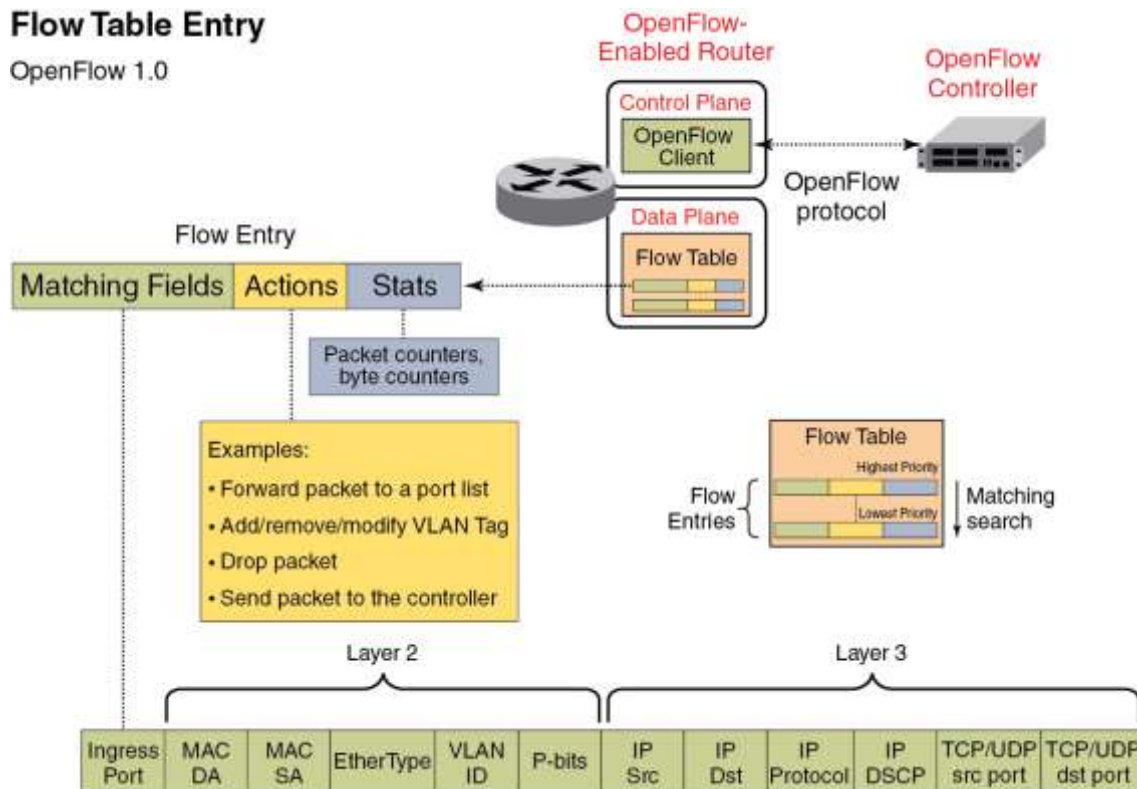 Flow Table Entry
OpenFlow 1.0
OpenFlow-
Enabled Router
OpenFlow
Controller
Control Plane
OpenFlow
Client
OpenFlow
protocol
Data Plane
Flow Table
Flow Entry
Matching Fields Actions Stats
Packet counters,
byte counters
Examples:
• Forward packet to a port list
• Add/remove/modify VLAN Tag
• Drop packet
• Send packet to the controller
Flow Table
Highest Priority
Flow
Entries
Lowest Priority
Matching
search
Layer 2
Layer 3
Ingress
Port
MAC
DA
MAC
SA
EtherType
VLAN
ID
P-bits
IP
Src
IP
Dst
IP
Protocol
IP
DSCP
TCP/UDP
src port
TCP/UDP
dst port